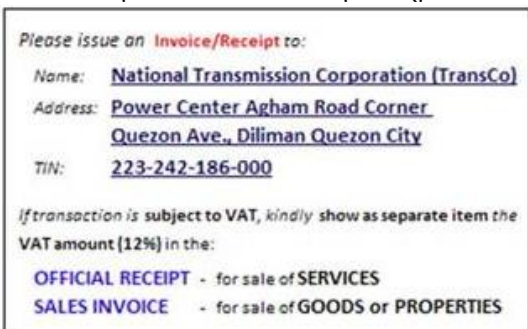 Please issue an Invoice/Receipt to:
Name: National Transmission Corporation (TransCo)
Address: Power Center Agham Road Corner
Quezon Ave., Diliman Quezon City
TIN: 223-242-186-000
If transaction is subject to VAT, kindly show as separate item the
VAT amount (12%) in the:
OFFICIAL RECEIPT - for sale of SERVICES
SALES INVOICE - for sale of GOODS or PROPERTIES